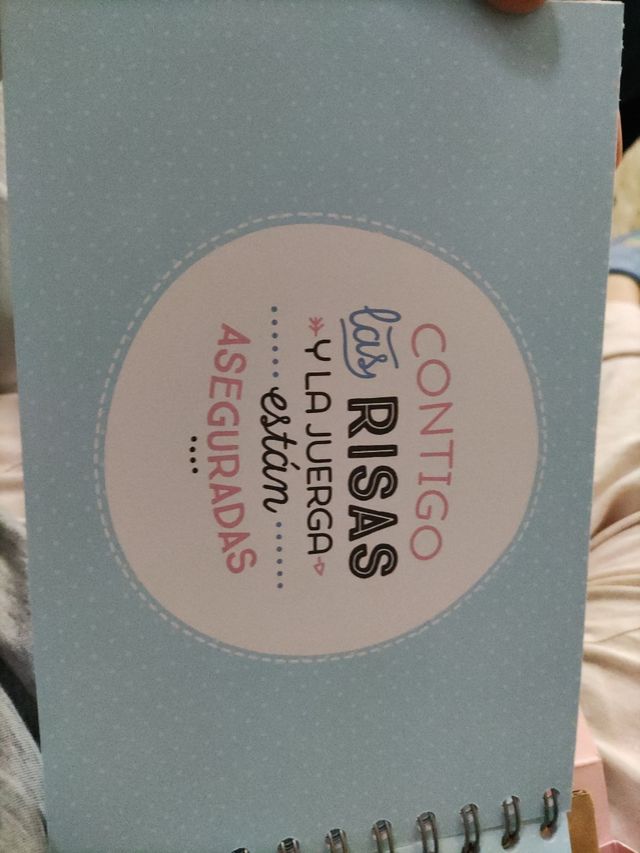 CONTIGO
las RISAS
Y LA JUERGA
están
ASEGURADAS